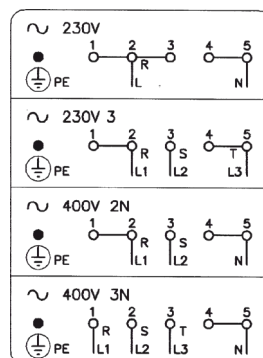 ∿ 230V
1 2 3 4 5
R
PE L N
∿ 230V 3
1 2 3 4 5
R S T
PE L1 L2 L3
∿ 400V 2N
1 2 3 4 5
R S
PE L1 L2 N
∿ 400V 3N
1 2 3 4 5
R S T
PE L1 L2 L3 N